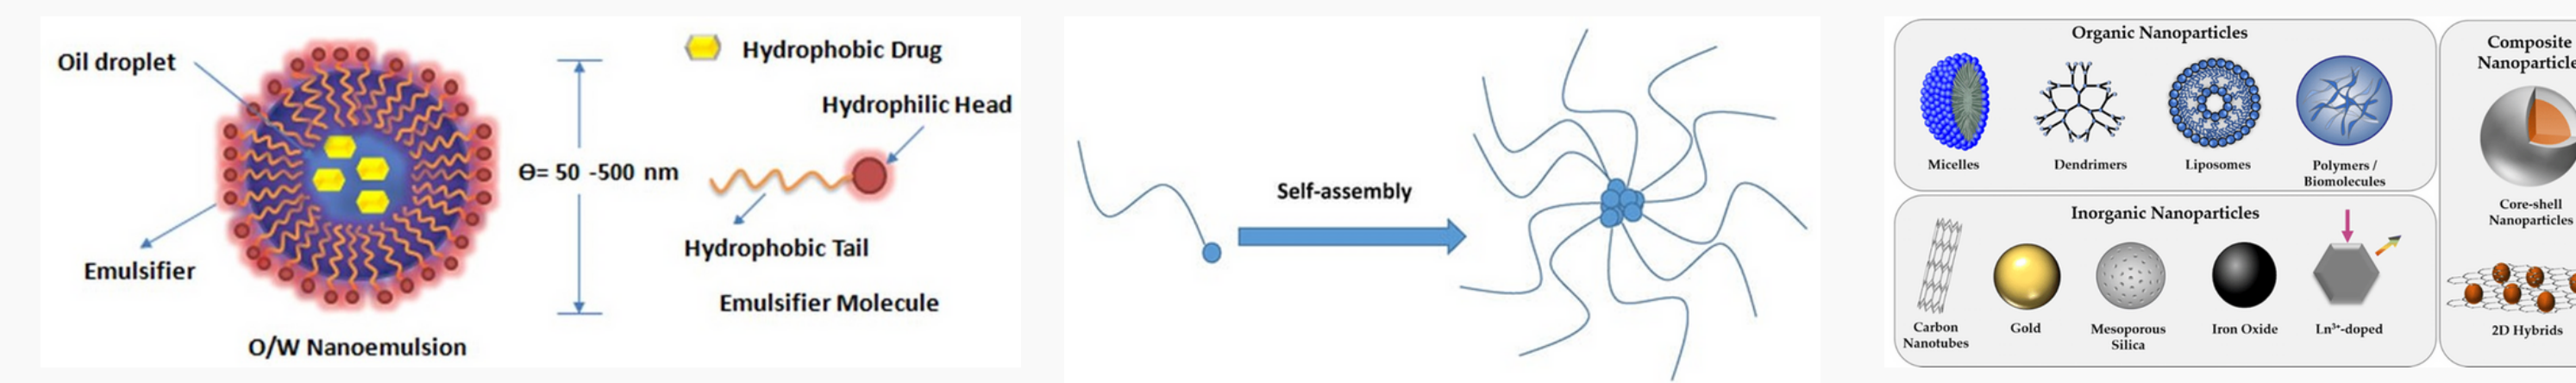 Oil droplet
Hydrophobic Drug
Hydrophilic Head
Ɵ= 50 -500 nm
Hydrophobic Tail
Emulsifier
Emulsifier Molecule
O/W Nanoemulsion
Self-assembly
Organic Nanoparticles
Micelles
Dendrimers
Liposomes
Polymers /
Biomolecules
Inorganic Nanoparticles
Carbon
Nanotubes
Gold
Mesoporous
Silica
Iron Oxide
Ln³⁺-doped
Composite
Nanoparticle
Core-shell
Nanoparticles
2D Hybrids